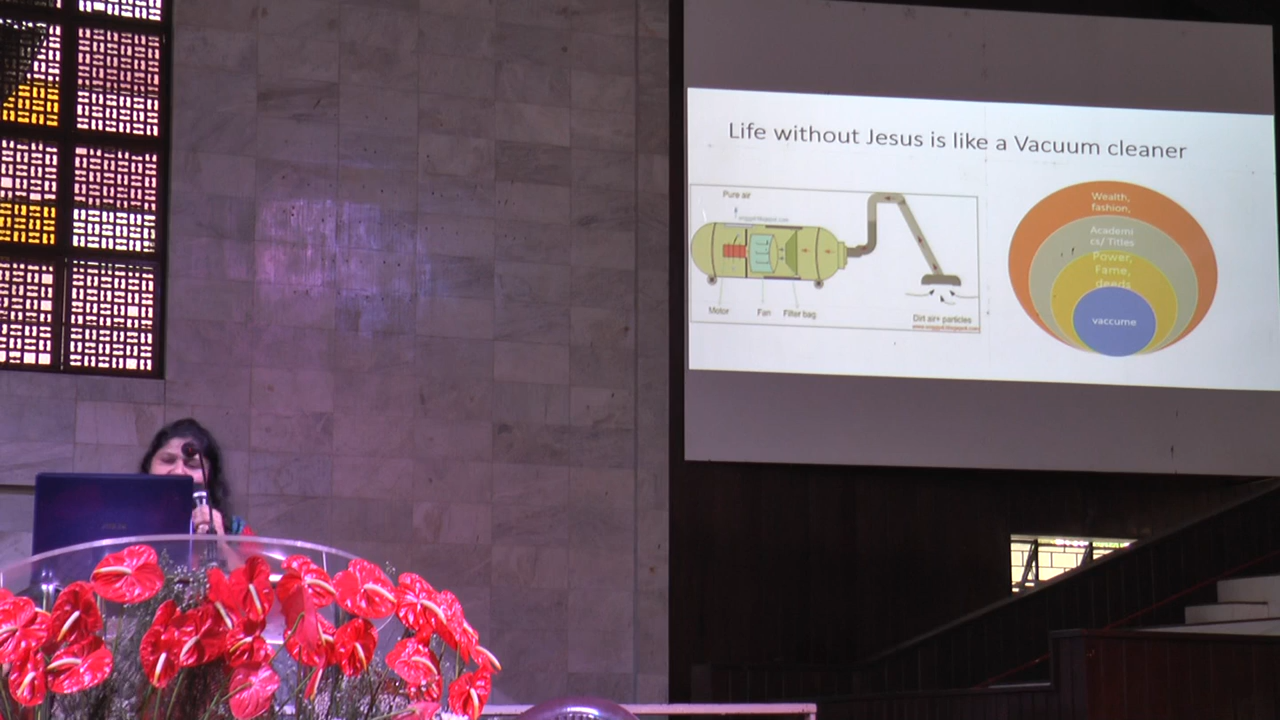 Life without Jesus is like a Vacuum cleaner
Pure air
Motor
Fan
Filter bag
Dirt air+ particles
Wealth,
fashion,
Academi
cs/ Titles
Power,
Fame,
deeds
vaccume